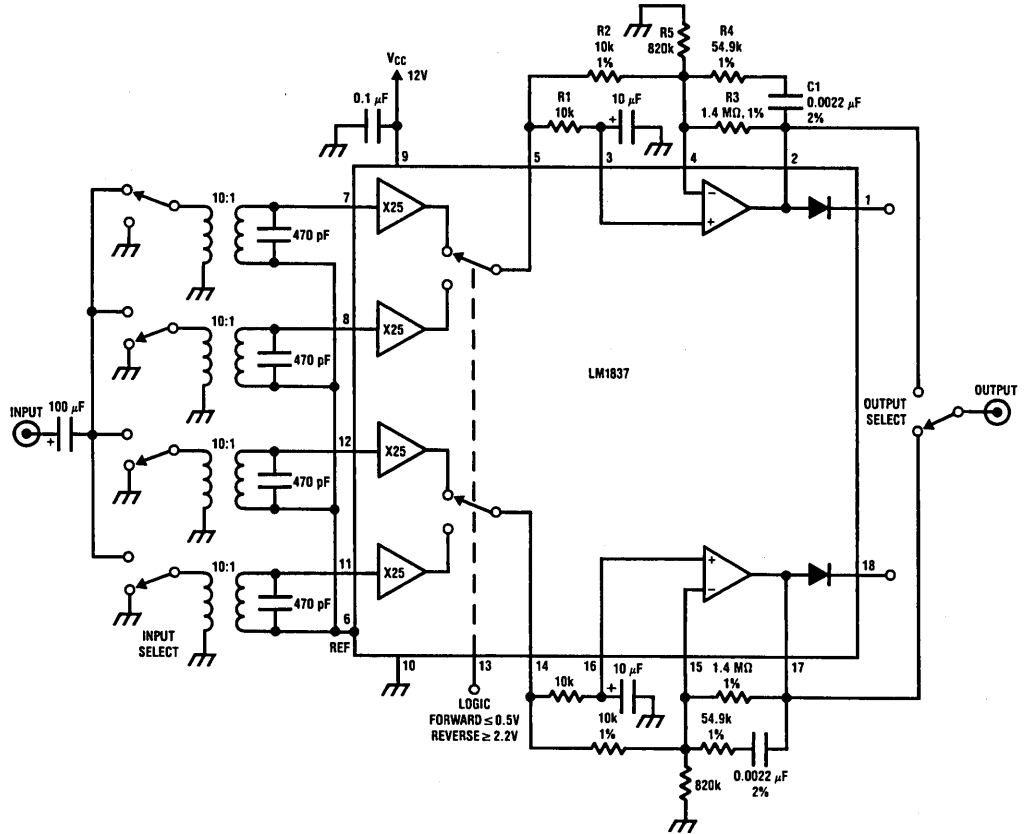 R2
10k
1%
R5
820k
R4
54.9k
1%
VCC
12V
0.1 µF
R1
10k
10 µF
+
R3
1.4 MΩ, 1%
C1
0.0022 µF
2%
9
5
3
4
2
10:1
7
X25
470 pF
−
+
1
10:1
8
X25
470 pF
LM1837
INPUT
100 µF
+
OUTPUT
SELECT
OUTPUT
10:1
12
X25
470 pF
10:1
11
X25
470 pF
+
−
18
INPUT
SELECT
6
REF
10
13
14
16
15
17
LOGIC
FORWARD ≤ 0.5V
REVERSE ≥ 2.2V
10k
10 µF
+
1.4 MΩ
1%
10k
1%
54.9k
1%
0.0022 µF
2%
820k